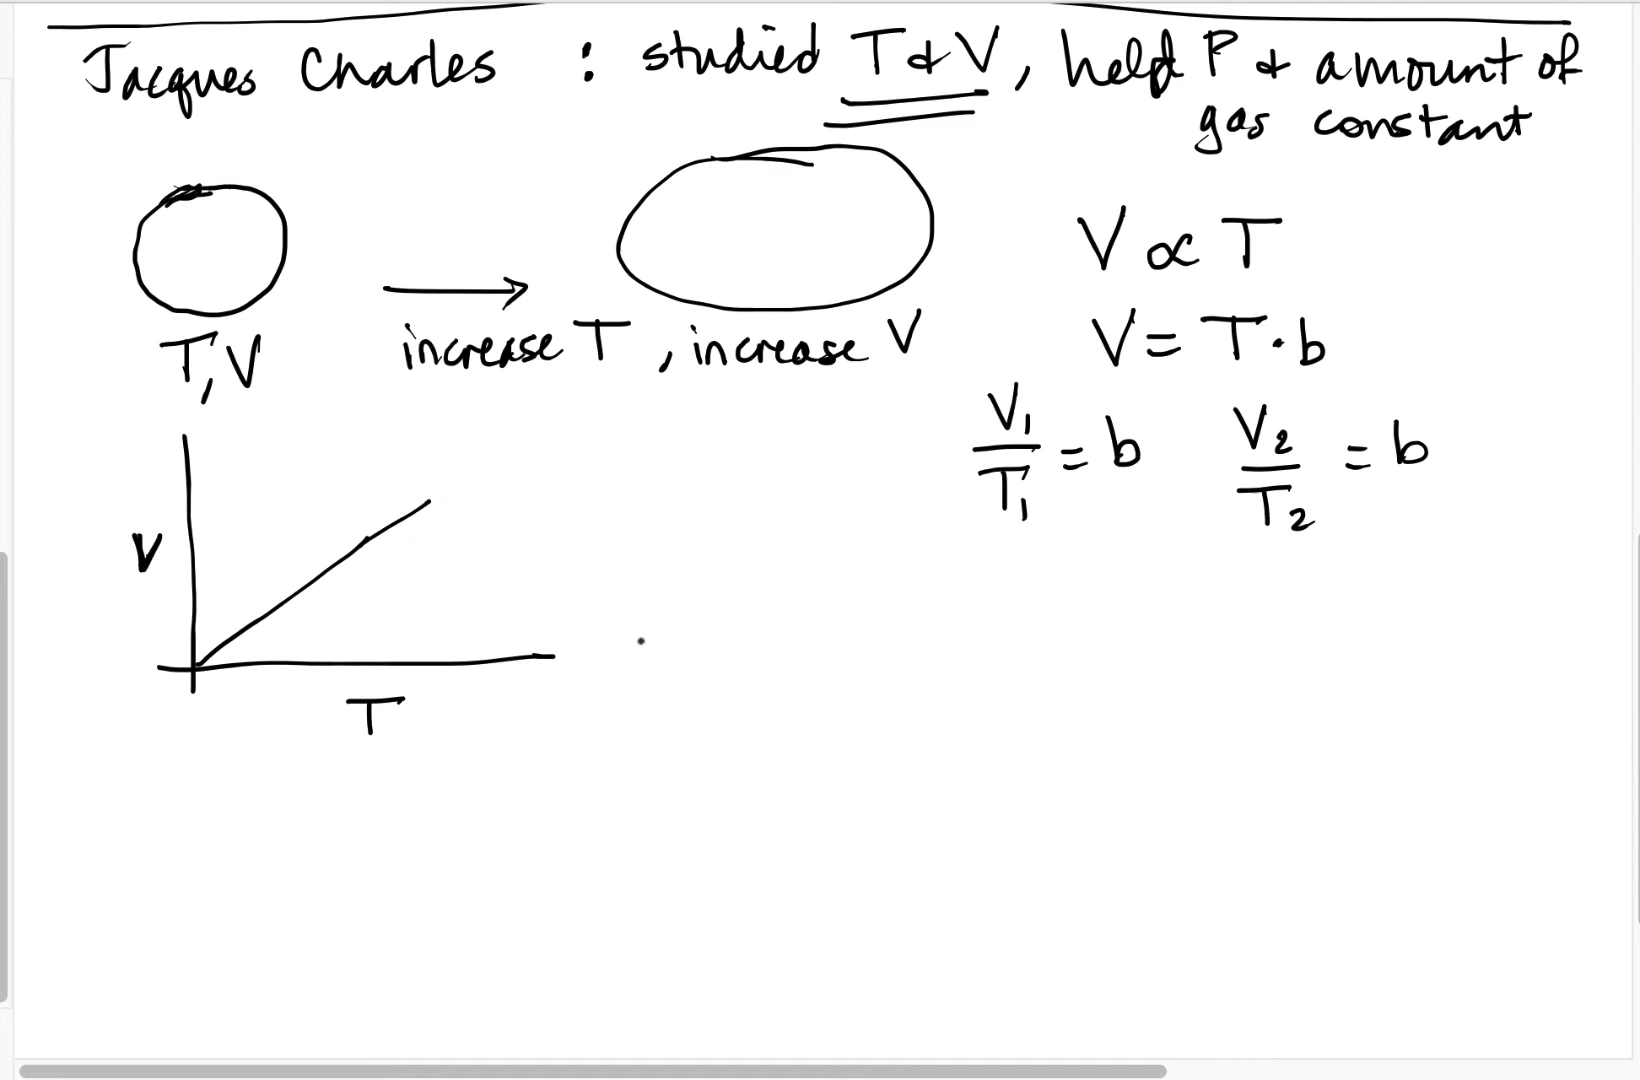 Jacques Charles : studied T & V, held P & amount of
gas constant
V ∝ T
T, V
increase T, increase V
V = T · b
V₁/T₁ = b V₂/T₂ = b
V
T